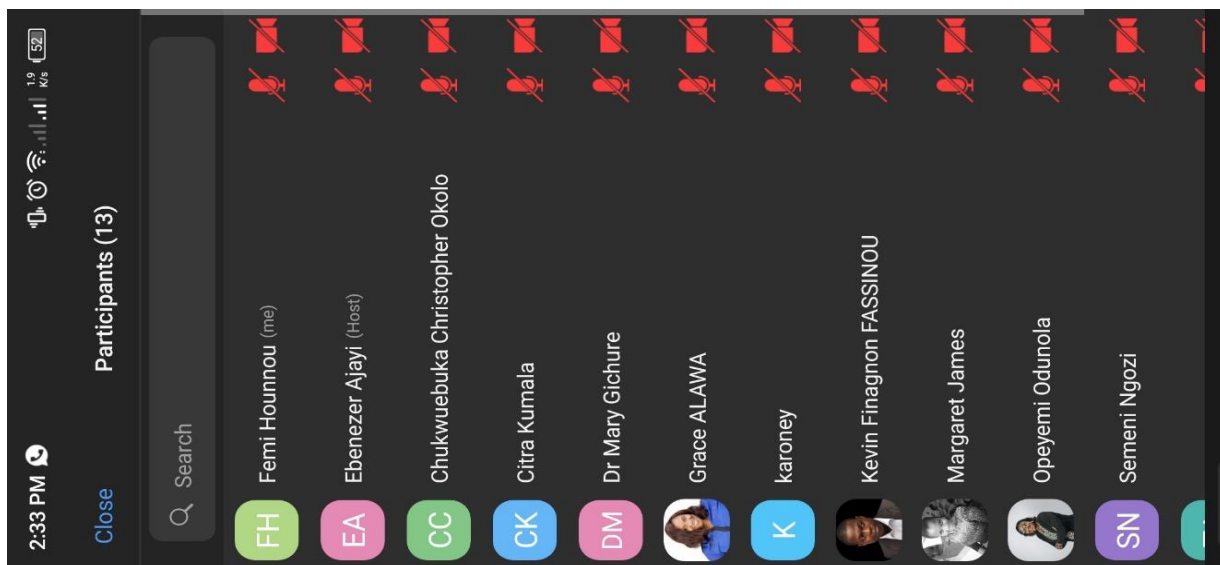 2:33 PM 1.9 K/s 52
Close Participants (13)
Search
FH Femi Hounnou (me)
EA Ebenezer Ajayi (Host)
CC Chukwuebuka Christopher Okolo
CK Citra Kumala
DM Dr Mary Gichure
Grace ALAWA
K karoney
Kevin Finagnon FASSINOU
Margaret James
Opeyemi Odunola
SN Semeni Ngozi